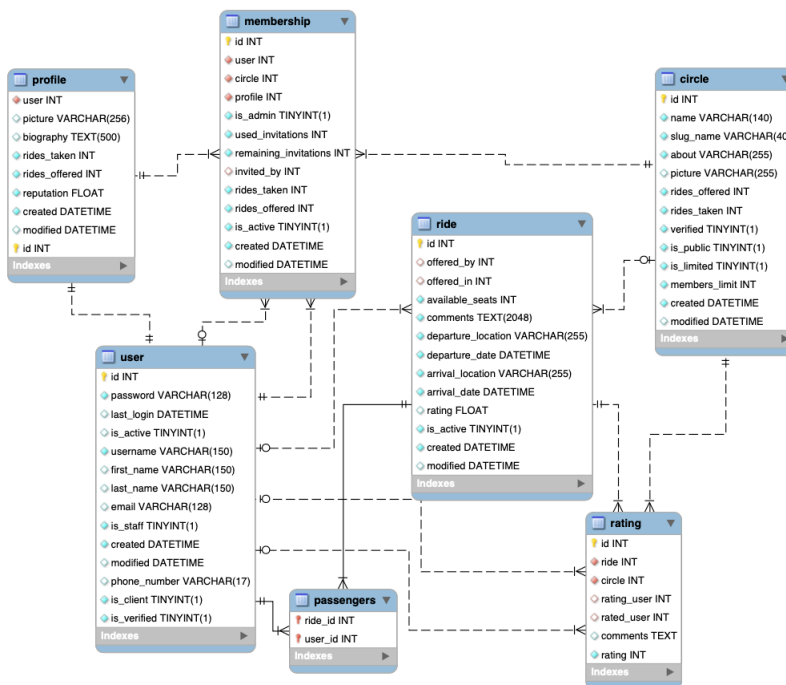 membership
id INT
user INT
circle INT
profile INT
is_admin TINYINT(1)
used_invitations INT
remaining_invitations INT
invited_by INT
rides_taken INT
rides_offered INT
is_active TINYINT(1)
created DATETIME
modified DATETIME
Indexes
profile
user INT
picture VARCHAR(256)
biography TEXT(500)
rides_taken INT
rides_offered INT
reputation FLOAT
created DATETIME
modified DATETIME
id INT
Indexes
circle
id INT
name VARCHAR(140)
slug_name VARCHAR(40
about VARCHAR(255)
picture VARCHAR(255)
rides_offered INT
rides_taken INT
verified TINYINT(1)
is_public TINYINT(1)
is_limited TINYINT(1)
members_limit INT
created DATETIME
modified DATETIME
Indexes
ride
id INT
offered_by INT
offered_in INT
available_seats INT
comments TEXT(2048)
departure_location VARCHAR(255)
departure_date DATETIME
arrival_location VARCHAR(255)
arrival_date DATETIME
rating FLOAT
is_active TINYINT(1)
created DATETIME
modified DATETIME
Indexes
user
id INT
password VARCHAR(128)
last_login DATETIME
is_active TINYINT(1)
username VARCHAR(150)
first_name VARCHAR(150)
last_name VARCHAR(150)
email VARCHAR(128)
is_staff TINYINT(1)
created DATETIME
modified DATETIME
phone_number VARCHAR(17)
is_client TINYINT(1)
is_verified TINYINT(1)
Indexes
passengers
ride_id INT
user_id INT
Indexes
rating
id INT
ride INT
circle INT
rating_user INT
rated_user INT
comments TEXT
rating INT
Indexes